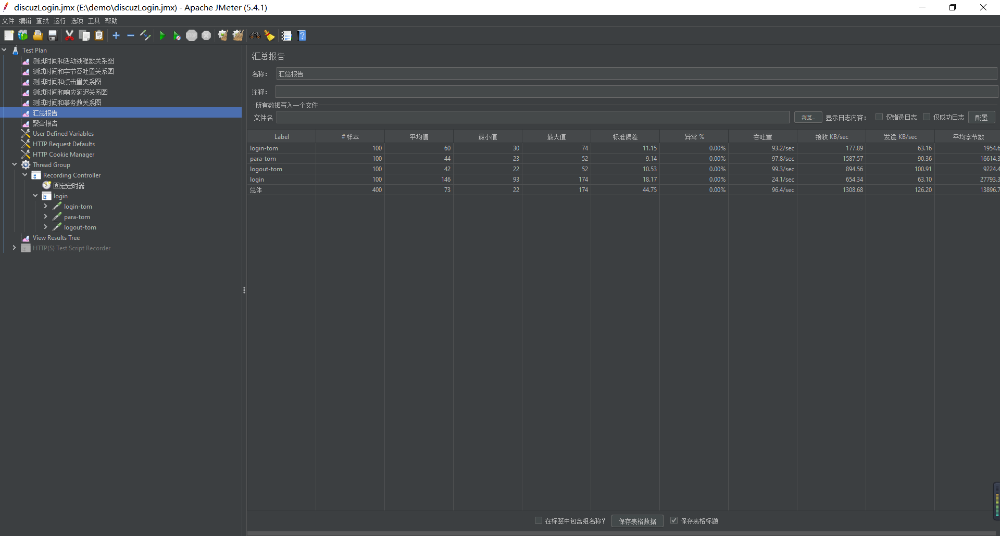 discuzLogin.jmx (E:\demo\discuzLogin.jmx) - Apache JMeter (5.4.1)
文件 编辑 查找 运行 选项 工具 帮助
Test Plan
测试时间和活动线程数关系图
测试时间和字节吞吐量关系图
测试时间和点击量关系图
测试时间和响应延迟关系图
测试时间和事务数关系图
汇总报告
聚合报告
User Defined Variables
HTTP Request Defaults
HTTP Cookie Manager
Thread Group
Recording Controller
固定定时器
login
login-tom
para-tom
logout-tom
View Results Tree
HTTP(S) Test Script Recorder
汇总报告
名称： 汇总报告
注释：
所有数据写入一个文件
文件名 浏览... 显示日志内容： 仅错误日志 仅成功日志 配置
Label # 样本 平均值 最小值 最大值 标准偏差 异常 % 吞吐量 接收 KB/sec 发送 KB/sec 平均字节数
login-tom 100 60 30 74 11.15 0.00% 93.2/sec 177.89 63.16 1954.6
para-tom 100 44 23 52 9.14 0.00% 97.8/sec 1587.57 90.36 16614.3
logout-tom 100 42 22 52 10.53 0.00% 99.3/sec 894.56 100.91 9224.4
login 100 146 93 174 18.17 0.00% 24.1/sec 654.34 63.10 27793.3
总体 400 73 22 174 44.75 0.00% 96.4/sec 1308.68 126.20 13896.7
在标签中包含组名称? 保存表格数据 保存表格标题